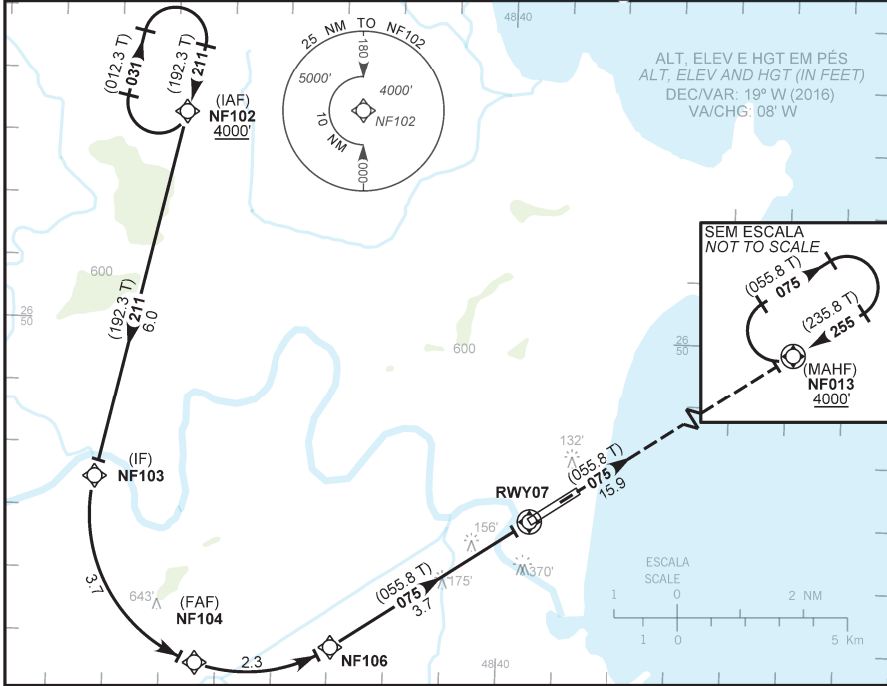 48 40
25 NM TO NF102
180
5000'
4000'
NF102
10 NM
000
ALT, ELEV E HGT EM PÉS
ALT, ELEV AND HGT (IN FEET)
DEC/VAR: 19º W (2016)
VA/CHG: 08' W
(012.3 T)
031
(192.3 T)
211
(IAF)
NF102
4000'
SEM ESCALA
NOT TO SCALE
(055.8 T)
075
(235.8 T)
255
(MAHF)
NF013
4000'
600
(192.3 T)
211
6.0
26
50
600
26
50
(IF)
NF103
132'
(055.8 T)
075
15.9
RWY07
156'
370'
175'
(055.8 T)
075
3.7
3.7
643'
(FAF)
NF104
2.3
NF106
48 40
ESCALA
SCALE
1 0 2 NM
1 0 5 Km